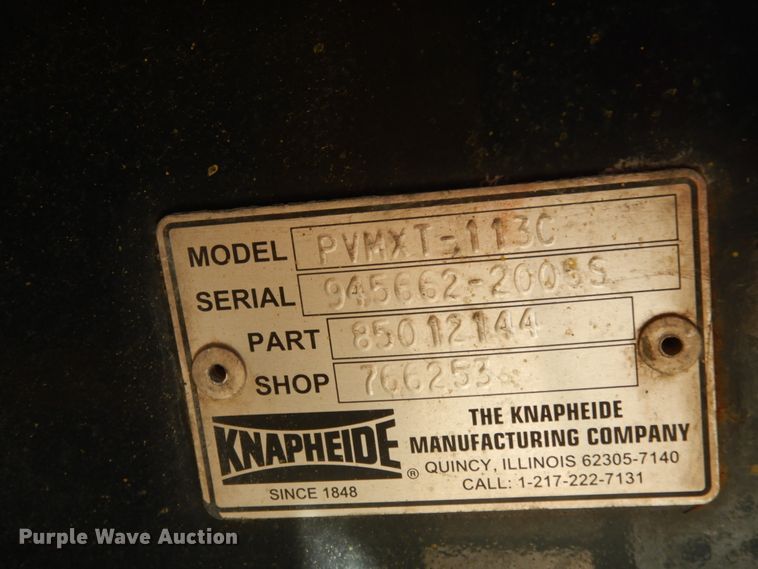 MODEL PVMXT-113C
SERIAL 945662-2005S
PART 85012144
SHOP 766253
KNAPHEIDE ®
SINCE 1848
THE KNAPHEIDE
MANUFACTURING COMPANY
QUINCY, ILLINOIS 62305-7140
CALL: 1-217-222-7131
Purple Wave Auction